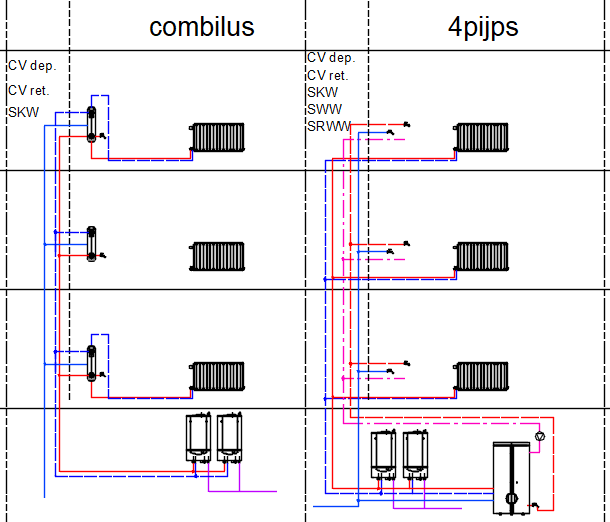 combilus
4pijps
CV dep.
CV ret.
SKW
CV dep.
CV ret.
SKW
SWW
SRWW